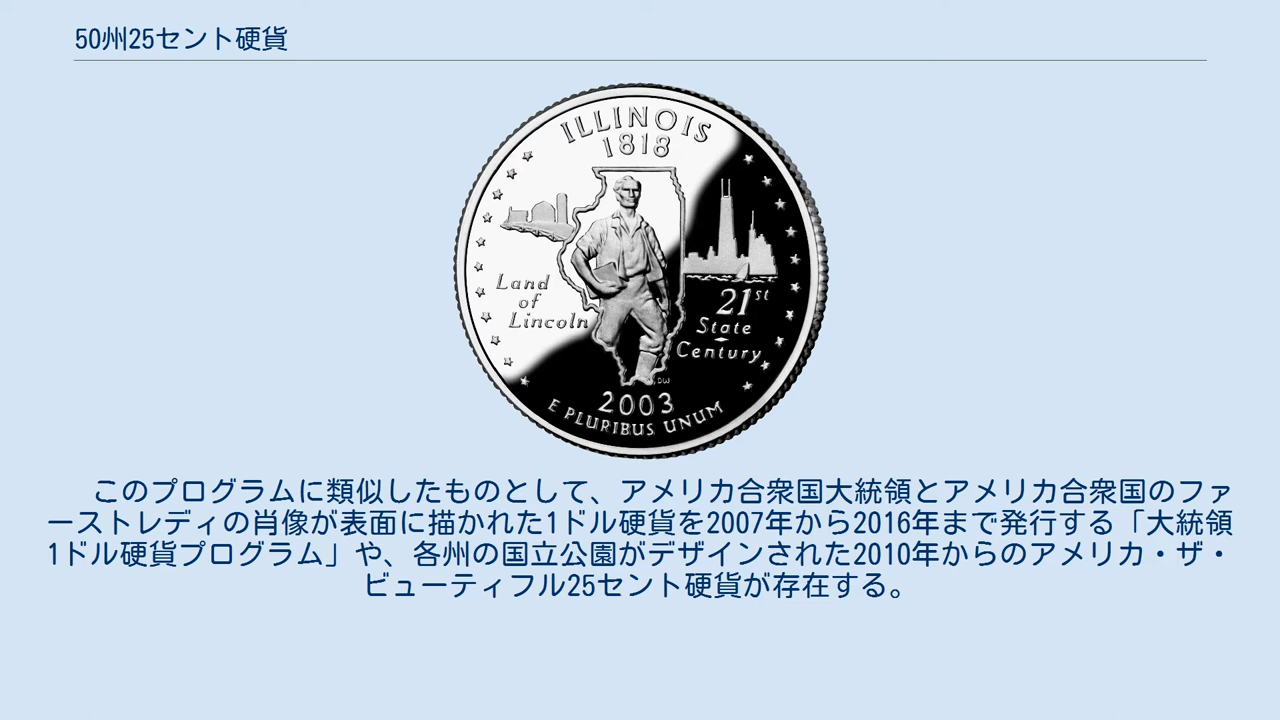 50州25セント硬貨
ILLINOIS
1818
Land
of
Lincoln
21st
State
Century
DW
2003
E PLURIBUS UNUM
このプログラムに類似したものとして、アメリカ合衆国大統領とアメリカ合衆国のファ
ーストレディの肖像が表面に描かれた1ドル硬貨を2007年から2016年まで発行する「大統領
1ドル硬貨プログラム」や、各州の国立公園がデザインされた2010年からのアメリカ・ザ・
ビューティフル25セント硬貨が存在する。